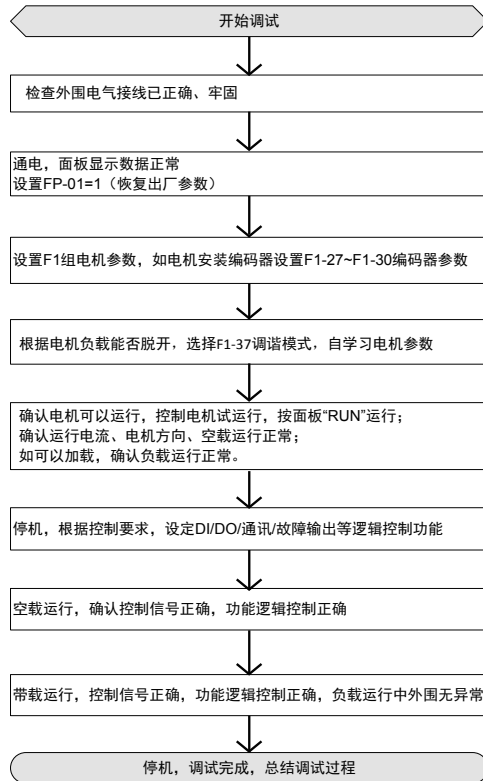 开始调试
检查外围电气接线已正确、牢固
通电，面板显示数据正常
设置FP-01=1（恢复出厂参数）
设置F1组电机参数，如电机安装编码器设置F1-27~F1-30编码器参数
根据电机负载能否脱开，选择F1-37调谐模式，自学习电机参数
确认电机可以运行，控制电机试运行，按面板“RUN”运行；
确认运行电流、电机方向、空载运行正常；
如可以加载，确认负载运行正常。
停机，根据控制要求，设定DI/DO/通讯/故障输出等逻辑控制功能
空载运行，确认控制信号正确，功能逻辑控制正确
带载运行，控制信号正确，功能逻辑控制正确，负载运行中外围无异常
停机，调试完成，总结调试过程